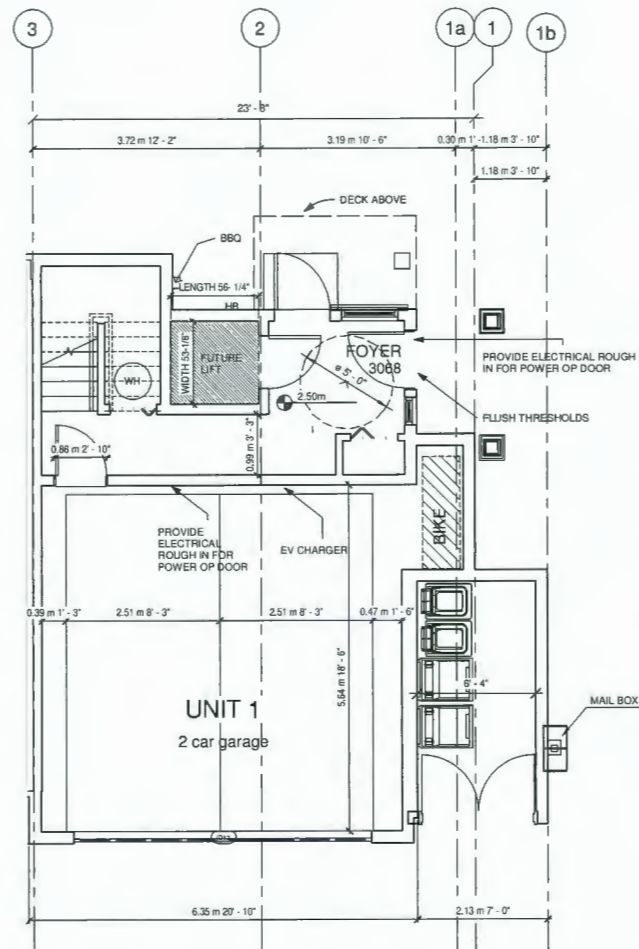 3
2
1a
1
1b
23' - 8"
3.72 m 12' - 2"
3.19 m 10' - 6"
0.30 m 1' -
1.18 m 3' - 10"
1.18 m 3' - 10"
DECK ABOVE
BBQ
LENGTH 56- 1/4"
HB
WIDTH 53-1/8"
FUTURE
LIFT
FOYER
3068
ø 5' - 0"
2.50m
WH
PROVIDE ELECTRICAL ROUGH
IN FOR POWER OP DOOR
FLUSH THRESHOLDS
0.86 m 2' - 10"
0.99 m 3' - 3"
PROVIDE
ELECTRICAL
ROUGH IN FOR
POWER OP DOOR
EV CHARGER
BIKE
0.39 m 1' - 3"
2.51 m 8' - 3"
2.51 m 8' - 3"
0.47 m 1' - 6"
5.64 m 18' - 6"
6' - 4"
UNIT 1
2 car garage
MAIL BOX
6.35 m 20' - 10"
2.13 m 7' - 0"